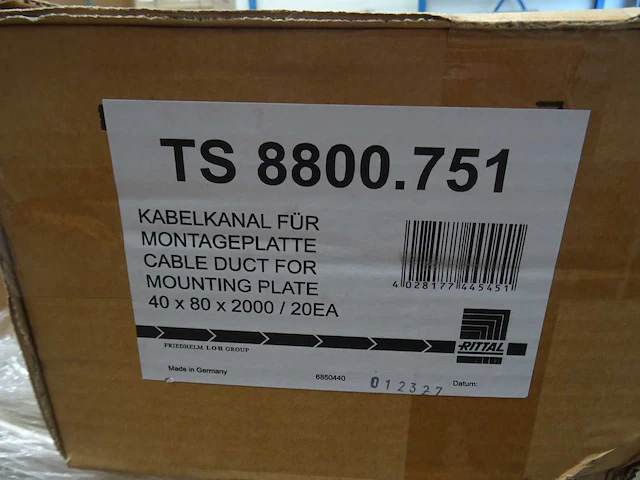 TS 8800.751
KABELKANAL FÜR
MONTAGEPLATTE
CABLE DUCT FOR
MOUNTING PLATE
40 x 80 x 2000 / 20EA
4 028177 445451
RITTAL
FRIEDHELM LOH GROUP
Made in Germany
6850440
012327
Datum: